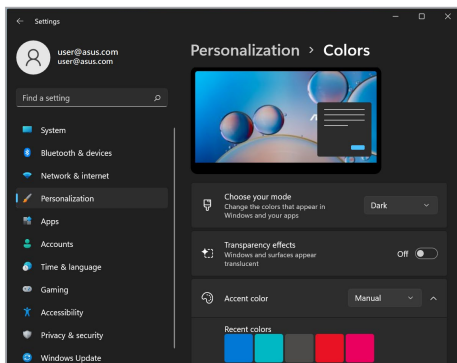 Settings
user@asus.com
user@asus.com
Find a setting
System
Bluetooth & devices
Network & internet
Personalization
Apps
Accounts
Time & language
Gaming
Accessibility
Privacy & security
Windows Update
Personalization > Colors
Choose your mode
Change the colors that appear in
Windows and your apps
Dark
Transparency effects
Windows and surfaces appear
translucent
Off
Accent color
Manual
Recent colors